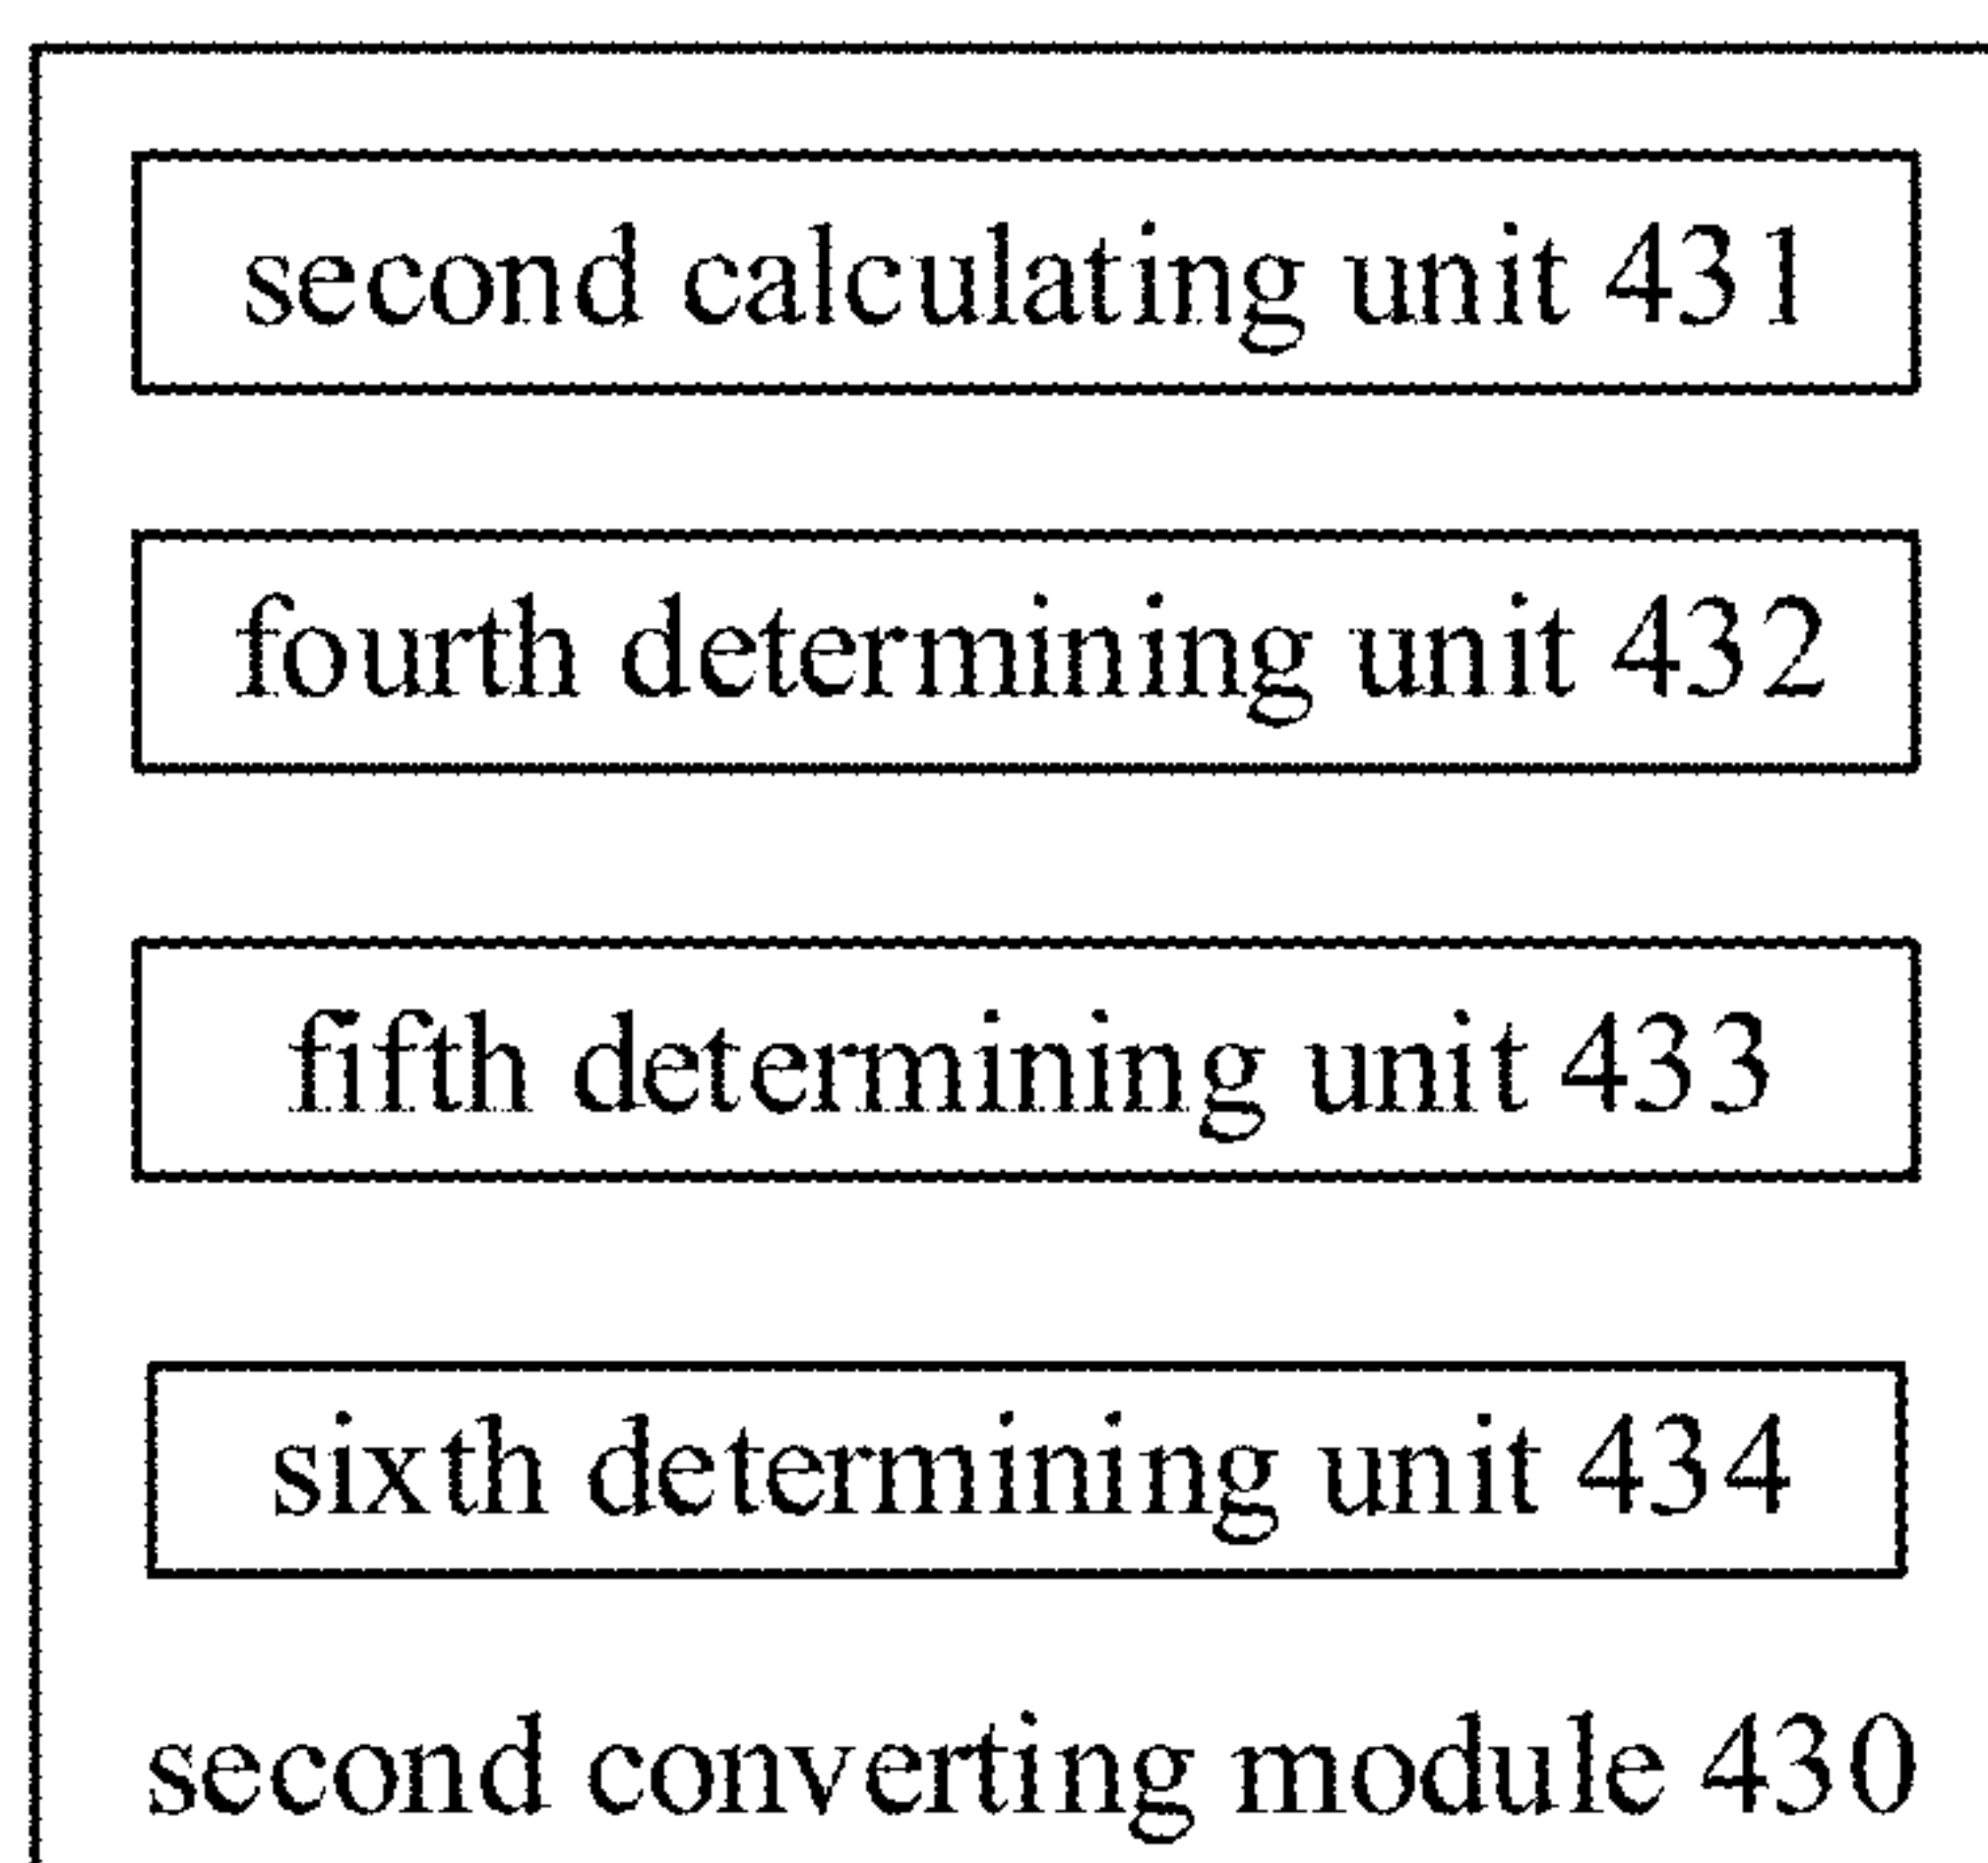 second calculating unit 431
fourth determining unit 432
fifth determining unit 433
sixth determining unit 434
second converting module 430